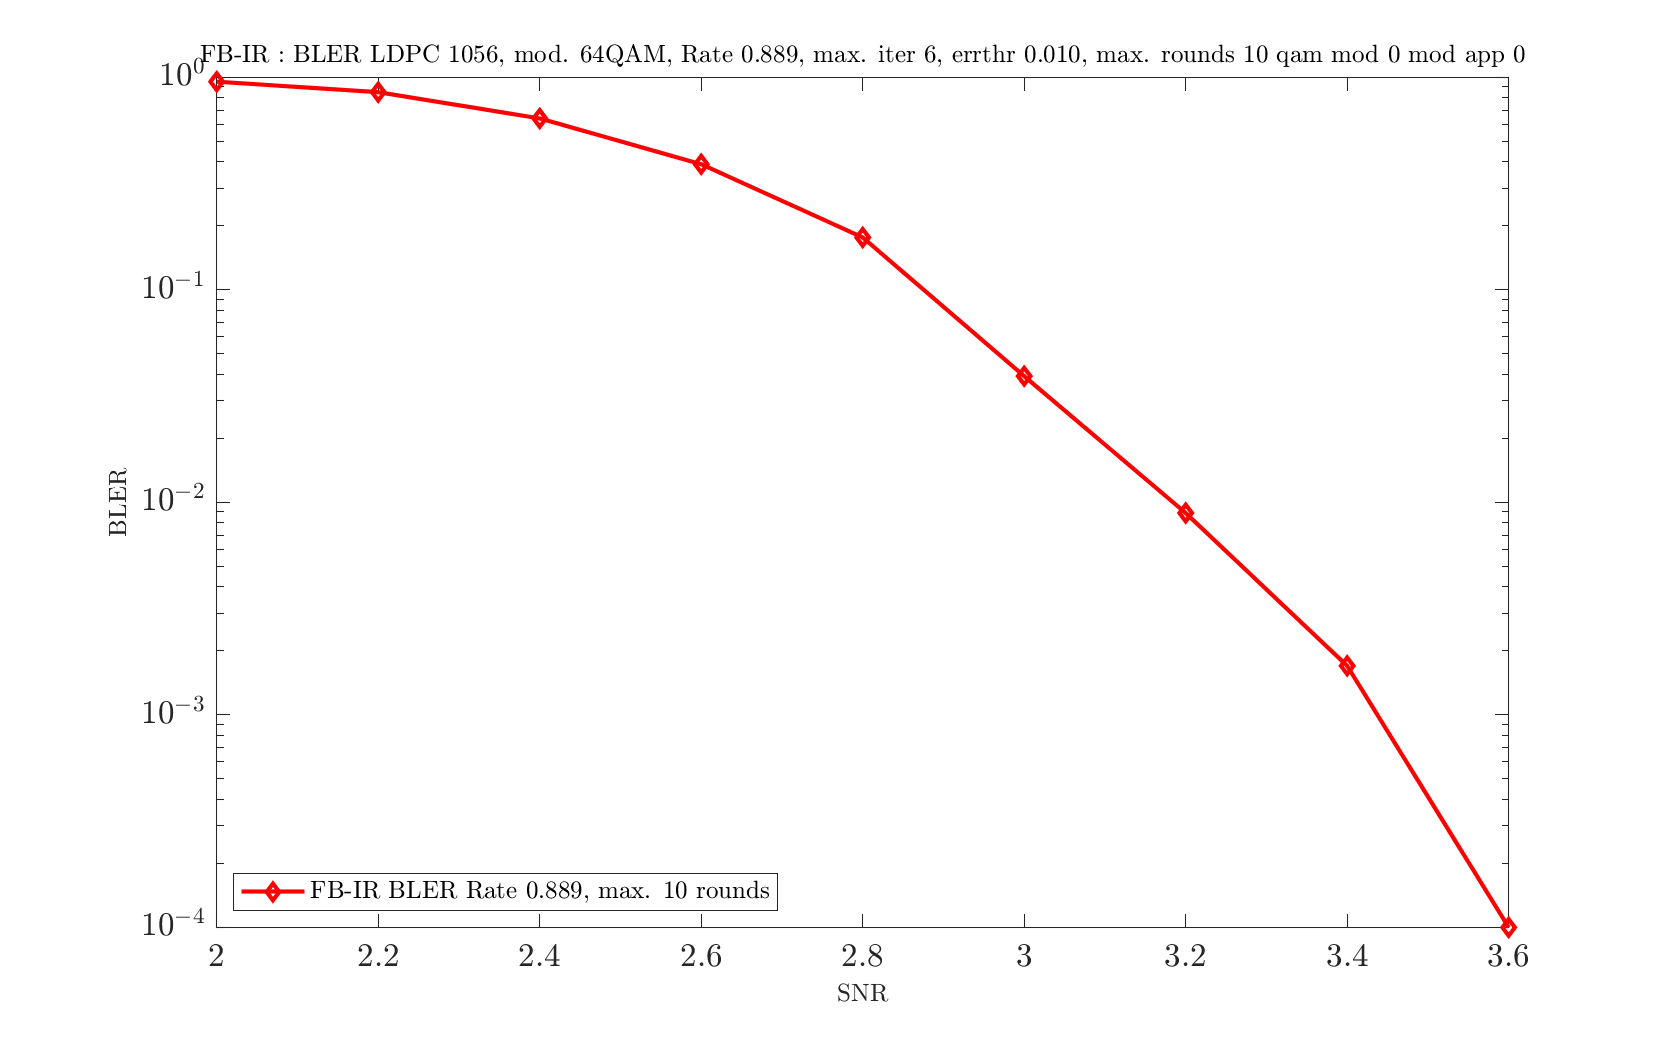 FB-IR : BLER LDPC 1056, mod. 64QAM, Rate 0.889, max. iter 6, errthr 0.010, max. rounds 10 qam mod 0 mod app 0
10^0
10^{-1}
10^{-2}
10^{-3}
10^{-4}
BLER
FB-IR BLER Rate 0.889, max. 10 rounds
2 2.2 2.4 2.6 2.8 3 3.2 3.4 3.6
SNR